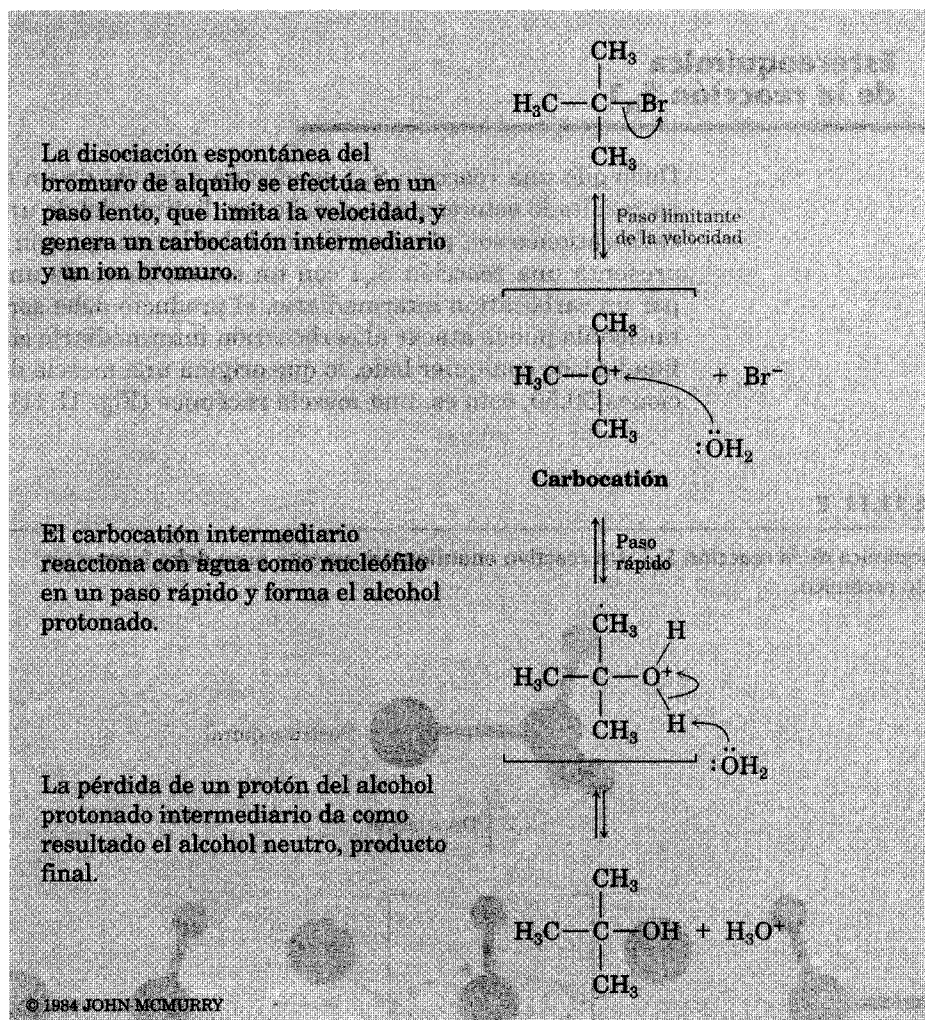 CH₃
H₃C—C—Br
CH₃
La disociación espontánea del
bromuro de alquilo se efectúa en un
paso lento, que limita la velocidad, y
genera un carbocatión intermediario
y un ion bromuro.
Paso limitante
de la velocidad
CH₃
H₃C—C⁺ + Br⁻
CH₃
:ÖH₂
Carbocatión
El carbocatión intermediario
reacciona con agua como nucleófilo
en un paso rápido y forma el alcohol
protonado.
Paso
rápido
CH₃ H
H₃C—C—O⁺
CH₃ H
:ÖH₂
La pérdida de un protón del alcohol
protonado intermediario da como
resultado el alcohol neutro, producto
final.
CH₃
H₃C—C—OH + H₃O⁺
CH₃
© 1984 JOHN MCMURRY